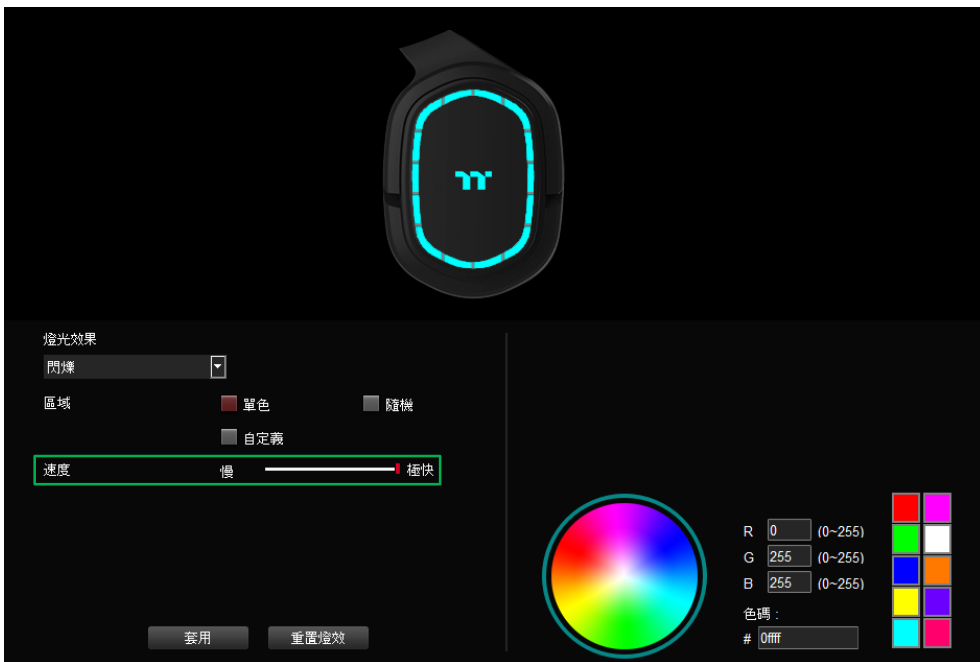 燈光效果
閃爍
區域 單色 隨機
自定義
速度 慢 極快
R 0 (0~255)
G 255 (0~255)
B 255 (0~255)
色碼 :
# 0ffff
套用 重置燈效